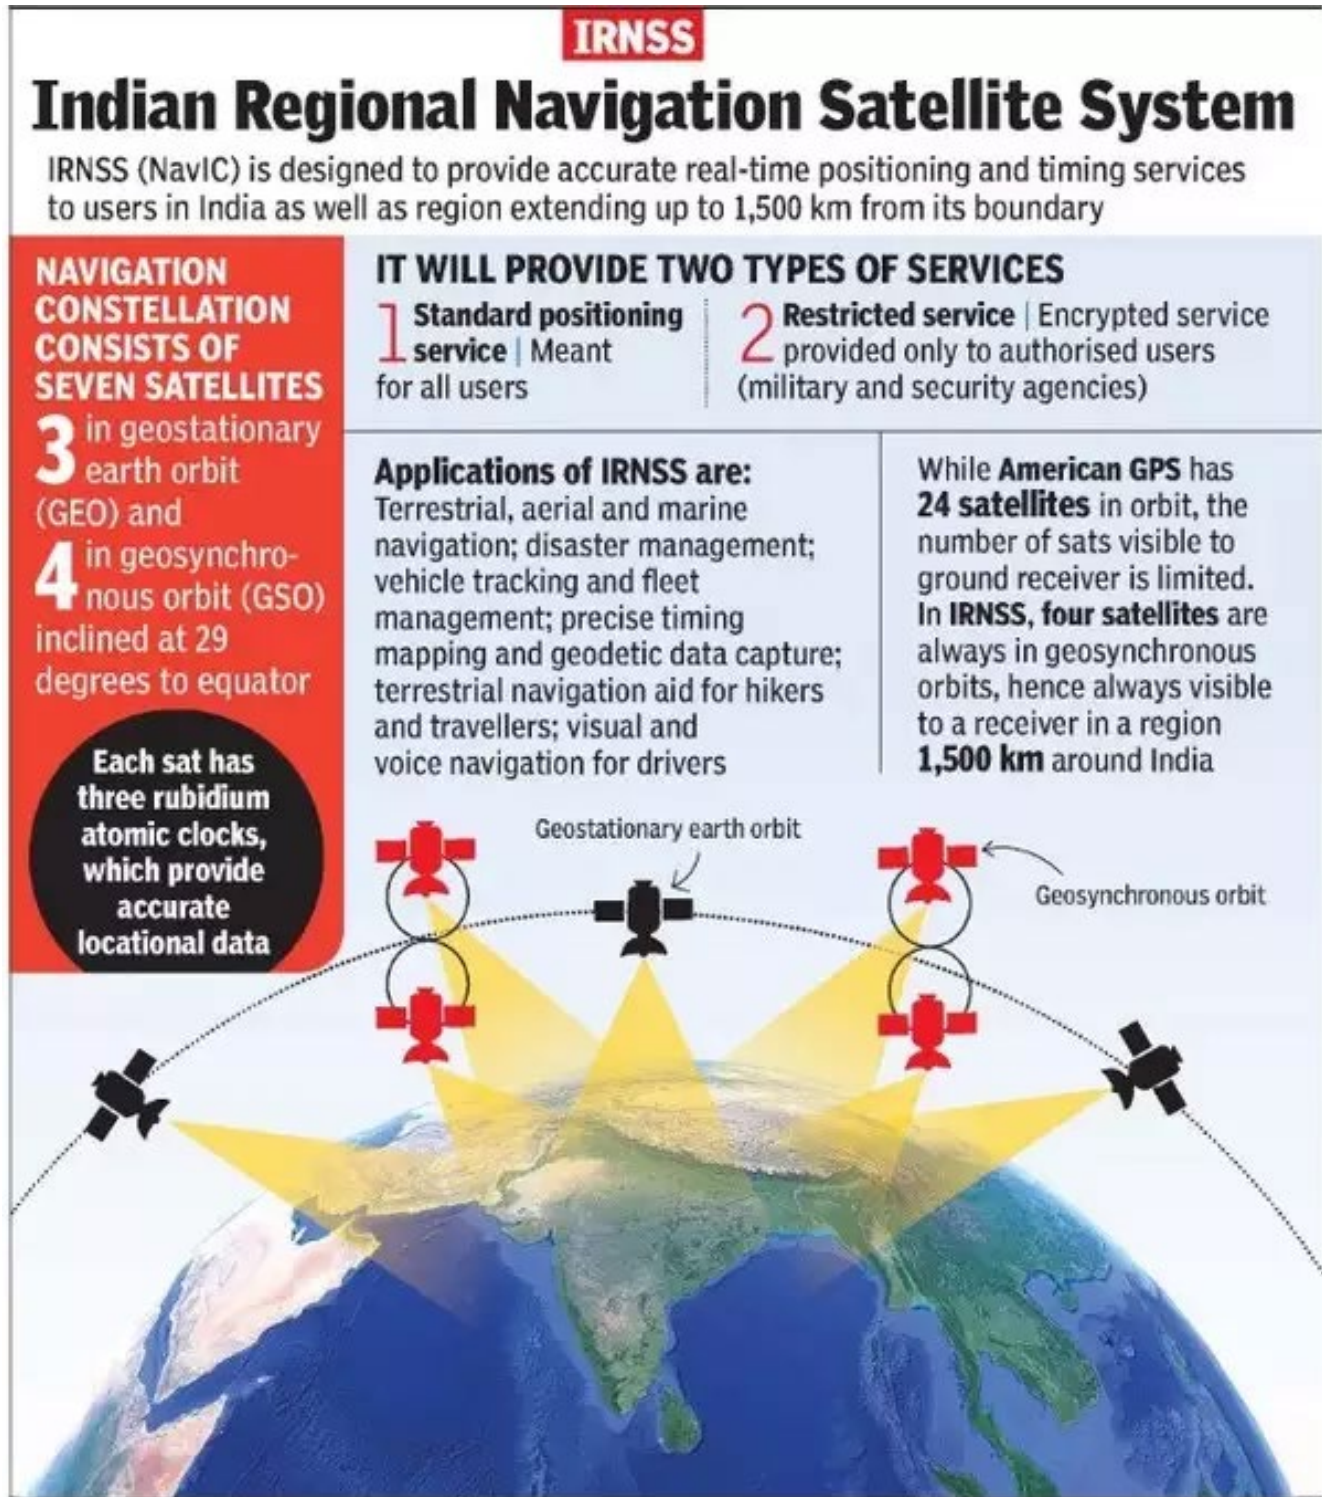 IRNSS
Indian Regional Navigation Satellite System
IRNSS (NavIC) is designed to provide accurate real-time positioning and timing services
to users in India as well as region extending up to 1,500 km from its boundary
NAVIGATION
CONSTELLATION
CONSISTS OF
SEVEN SATELLITES
3 in geostationary
earth orbit
(GEO) and
4 in geosynchro-
nous orbit (GSO)
inclined at 29
degrees to equator
Each sat has
three rubidium
atomic clocks,
which provide
accurate
locational data
IT WILL PROVIDE TWO TYPES OF SERVICES
1 Standard positioning
service | Meant
for all users
2 Restricted service | Encrypted service
provided only to authorised users
(military and security agencies)
Applications of IRNSS are:
Terrestrial, aerial and marine
navigation; disaster management;
vehicle tracking and fleet
management; precise timing
mapping and geodetic data capture;
terrestrial navigation aid for hikers
and travellers; visual and
voice navigation for drivers
While American GPS has
24 satellites in orbit, the
number of sats visible to
ground receiver is limited.
In IRNSS, four satellites are
always in geosynchronous
orbits, hence always visible
to a receiver in a region
1,500 km around India
Geostationary earth orbit
Geosynchronous orbit